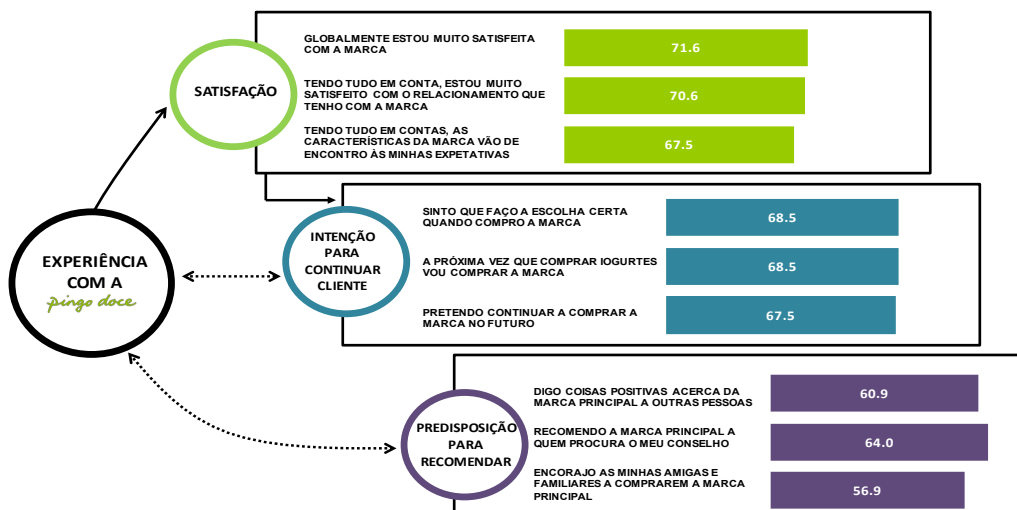 GLOBALMENTE ESTOU MUITO SATISFEITA
COM A MARCA
71.6
SATISFAÇÃO
TENDO TUDO EM CONTA, ESTOU MUITO
SATISFEITO COM O RELACIONAMENTO QUE
TENHO COM A MARCA
70.6
TENDO TUDO EM CONTAS, AS
CARACTERÍSTICAS DA MARCA VÃO DE
ENCONTRO ÀS MINHAS EXPETATIVAS
67.5
EXPERIÊNCIA
COM A
pingo doce
INTENÇÃO
PARA
CONTINUAR
CLIENTE
SINTO QUE FAÇO A ESCOLHA CERTA
QUANDO COMPRO A MARCA
68.5
A PRÓXIMA VEZ QUE COMPRAR IOGURTES
VOU COMPRAR A MARCA
68.5
PRETENDO CONTINUAR A COMPRAR A
MARCA NO FUTURO
67.5
PREDISPOSIÇÃO
PARA
RECOMENDAR
DIGO COISAS POSITIVAS ACERCA DA
MARCA PRINCIPAL A OUTRAS PESSOAS
60.9
RECOMENDO A MARCA PRINCIPAL A
QUEM PROCURA O MEU CONSELHO
64.0
ENCORAJO AS MINHAS AMIGAS E
FAMILIARES A COMPRAREM A MARCA
PRINCIPAL
56.9